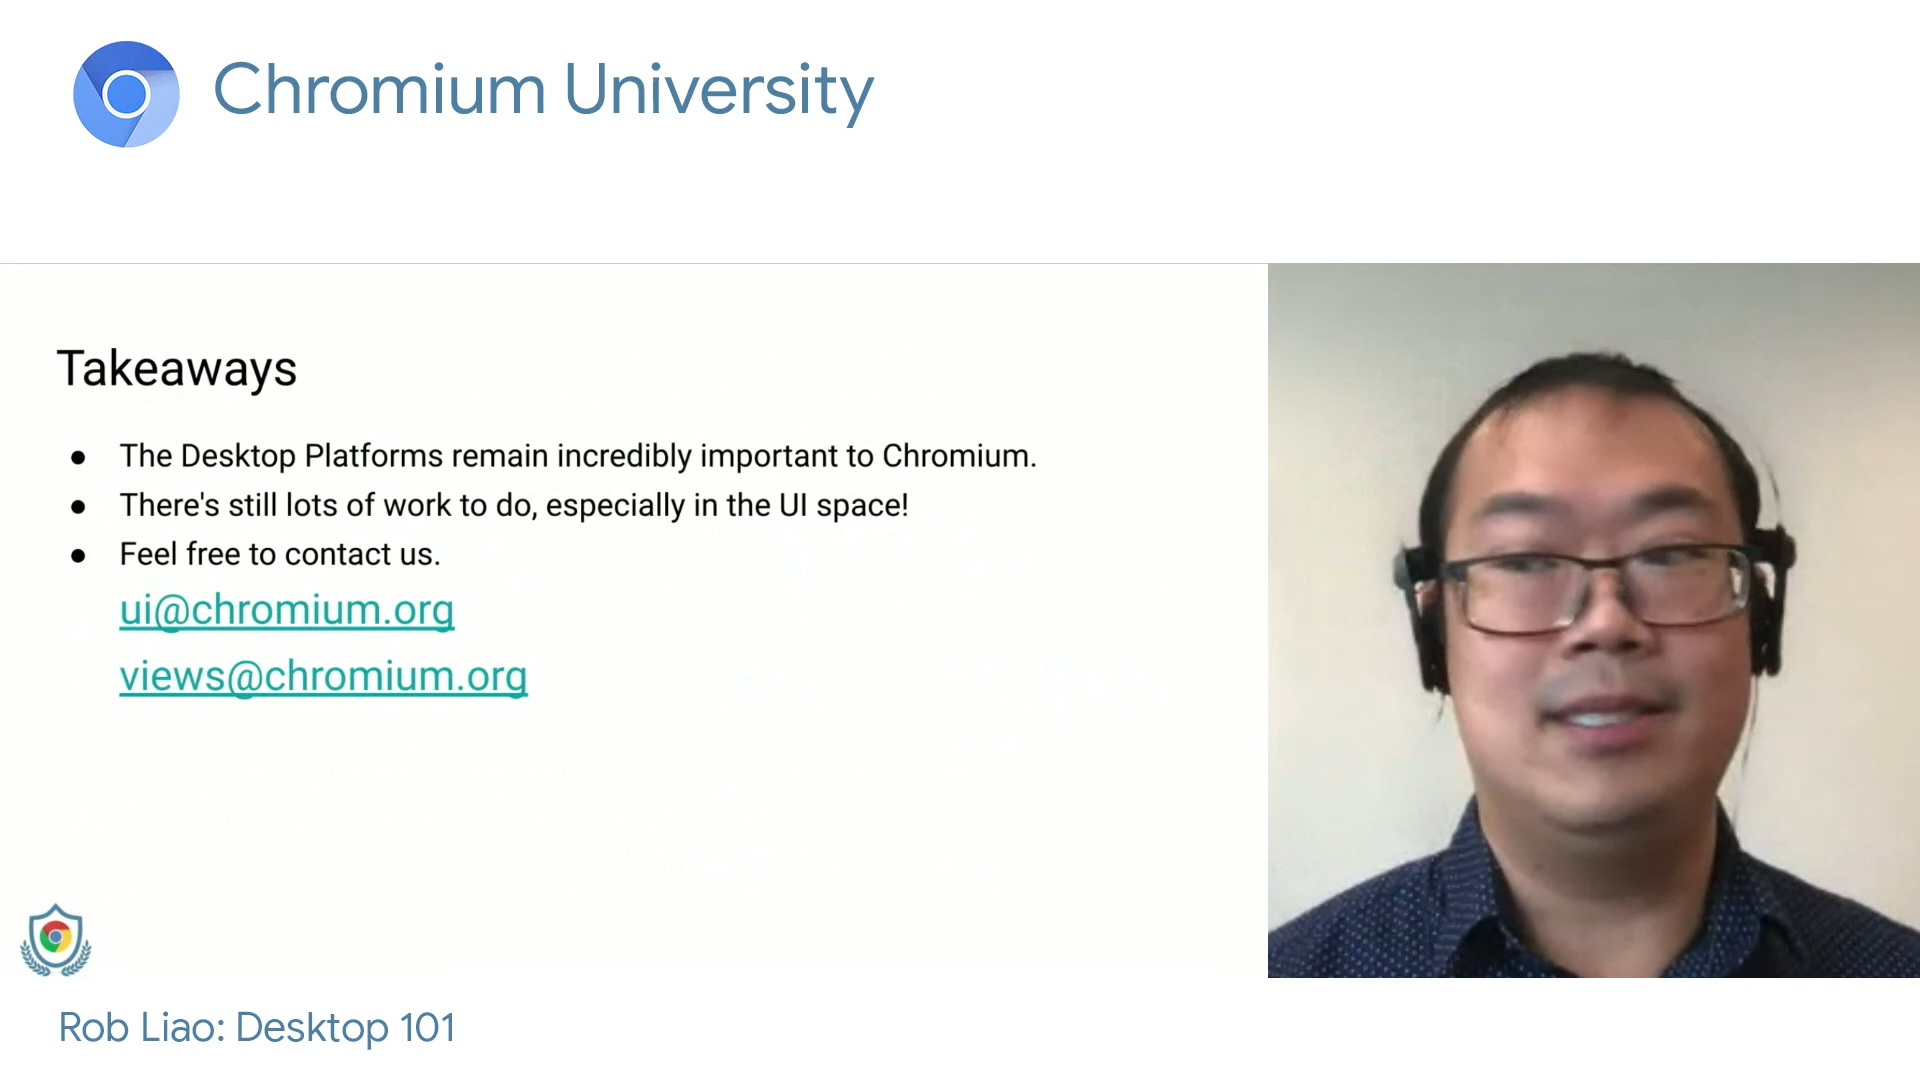 Chromium University
Takeaways
● The Desktop Platforms remain incredibly important to Chromium.
● There's still lots of work to do, especially in the UI space!
● Feel free to contact us.
ui@chromium.org
views@chromium.org
Rob Liao: Desktop 101